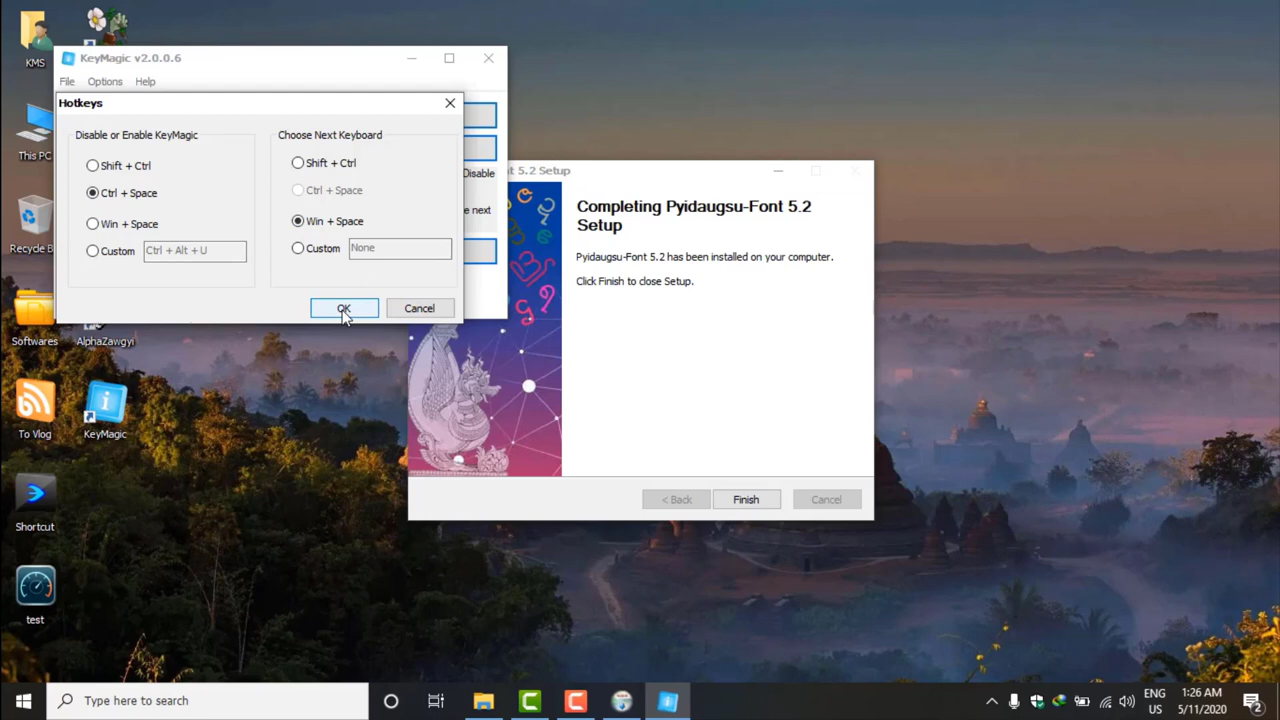 KMS
This PC
Recycle B
Softwares
AlphaZawgyi
To Vlog
KeyMagic
Shortcut
test
KeyMagic v2.0.0.6
File Options Help
Hotkeys
Disable or Enable KeyMagic
Shift + Ctrl
Ctrl + Space
Win + Space
Custom Ctrl + Alt + U
Choose Next Keyboard
Shift + Ctrl
Ctrl + Space
Win + Space
Custom None
OK Cancel
Disable
e next
t 5.2 Setup
Completing Pyidaugsu-Font 5.2
Setup
Pyidaugsu-Font 5.2 has been installed on your computer.
Click Finish to close Setup.
< Back Finish Cancel
Type here to search
ENG
US
1:26 AM
5/11/2020
2